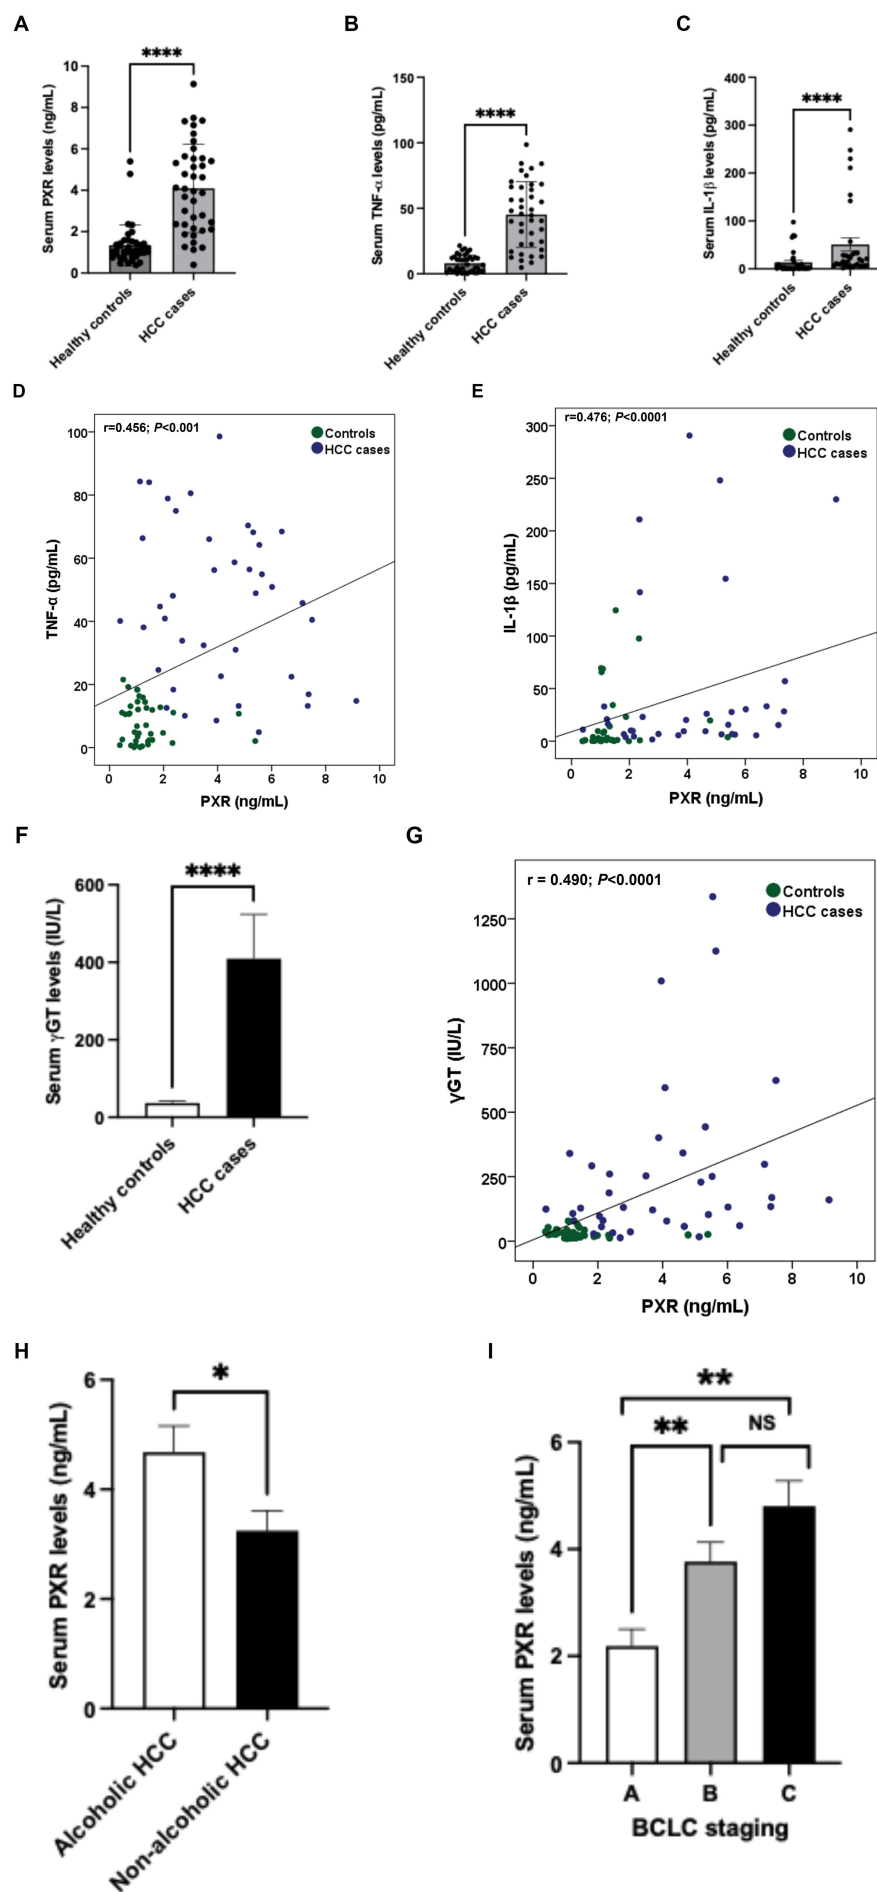 A
Serum PXR levels (ng/mL)
10
8
6
4
2
0
****
Healthy controls
HCC cases
B
Serum TNF-α levels (pg/mL)
150
100
50
0
****
Healthy controls
HCC cases
C
Serum IL-1β levels (pg/mL)
400
300
200
100
0
****
Healthy controls
HCC cases
D
r=0.456; P<0.001
Controls
HCC cases
TNF-α (pg/mL)
100
80
60
40
20
0
0 2 4 6 8 10
PXR (ng/mL)
E
r=0.476; P<0.0001
Controls
HCC cases
IL-1β (pg/mL)
300
250
200
150
100
50
0
0 2 4 6 8 10
PXR (ng/mL)
F
Serum γGT levels (IU/L)
600
400
200
0
****
Healthy controls
HCC cases
G
r = 0.490; P<0.0001
Controls
HCC cases
γGT (IU/L)
1250
1000
750
500
250
0
0 2 4 6 8 10
PXR (ng/mL)
H
Serum PXR levels (ng/mL)
6
4
2
0
*
Alcoholic HCC
Non-alcoholic HCC
I
Serum PXR levels (ng/mL)
6
4
2
0
**
**
NS
A B C
BCLC staging